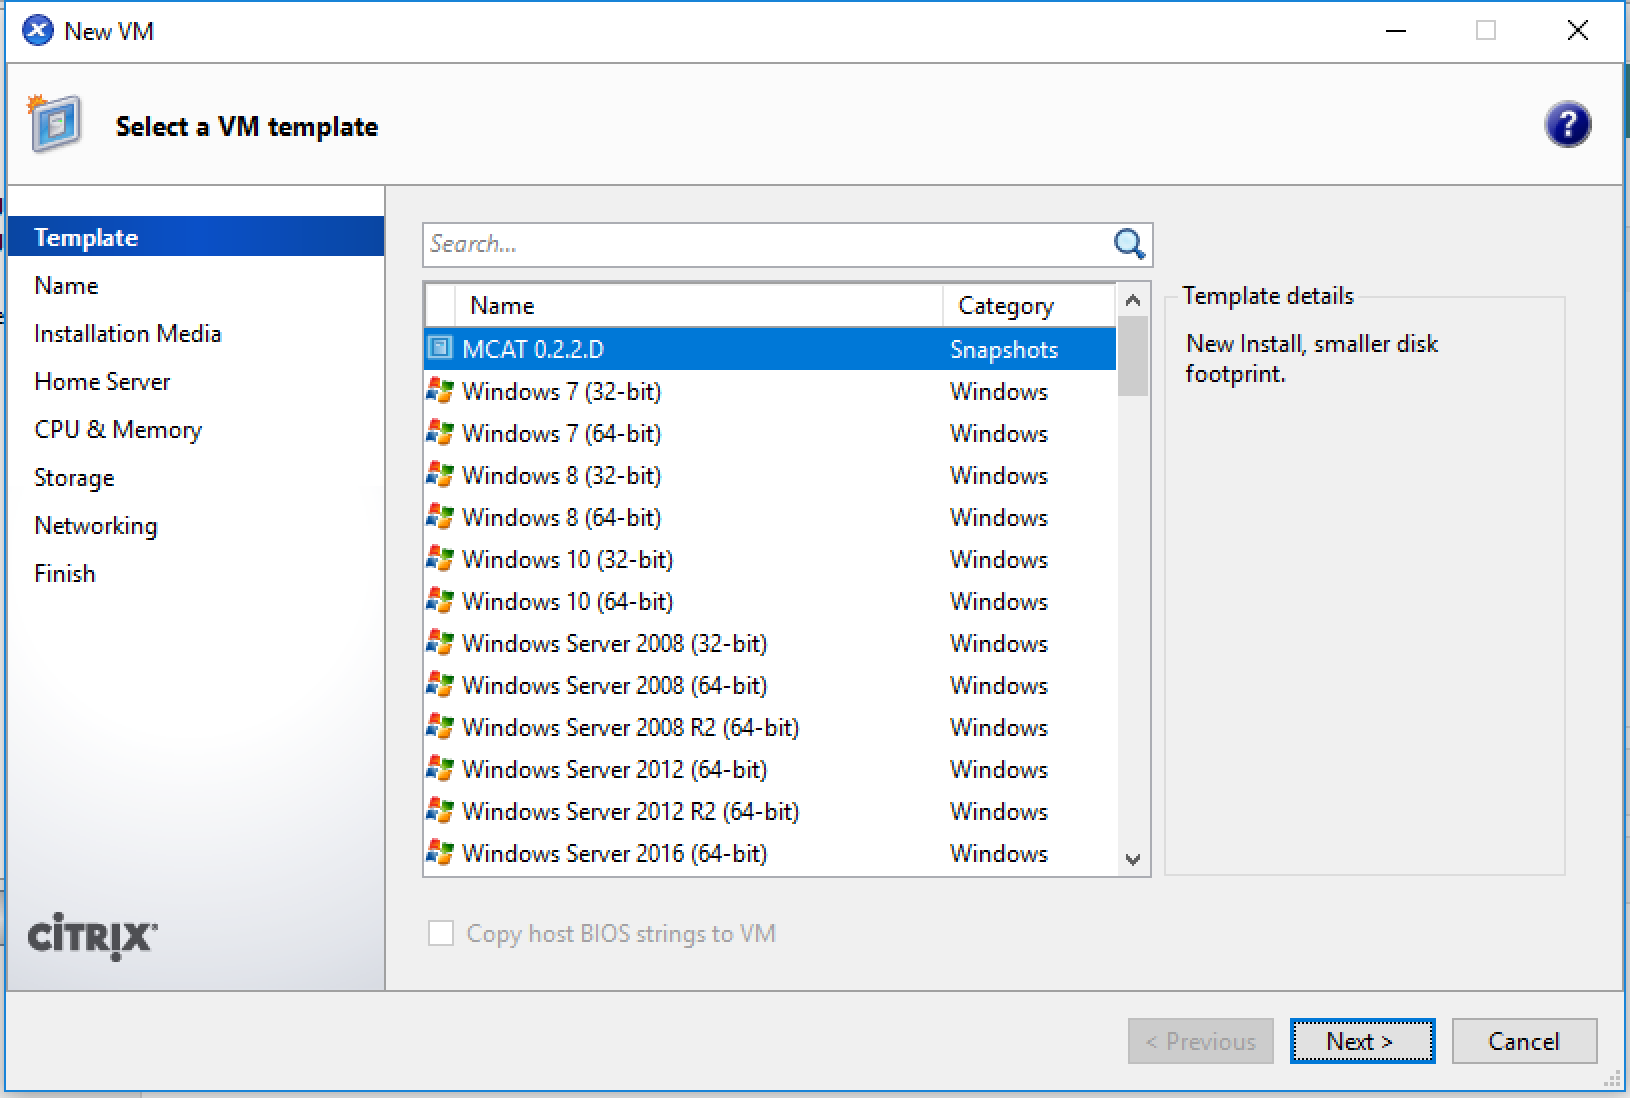 New VM
Select a VM template
?
Template
Name
Installation Media
Home Server
CPU & Memory
Storage
Networking
Finish
CİTRIX®
Search...
Name Category
MCAT 0.2.2.D Snapshots
Windows 7 (32-bit) Windows
Windows 7 (64-bit) Windows
Windows 8 (32-bit) Windows
Windows 8 (64-bit) Windows
Windows 10 (32-bit) Windows
Windows 10 (64-bit) Windows
Windows Server 2008 (32-bit) Windows
Windows Server 2008 (64-bit) Windows
Windows Server 2008 R2 (64-bit) Windows
Windows Server 2012 (64-bit) Windows
Windows Server 2012 R2 (64-bit) Windows
Windows Server 2016 (64-bit) Windows
Template details
New Install, smaller disk
footprint.
Copy host BIOS strings to VM
< Previous
Next >
Cancel